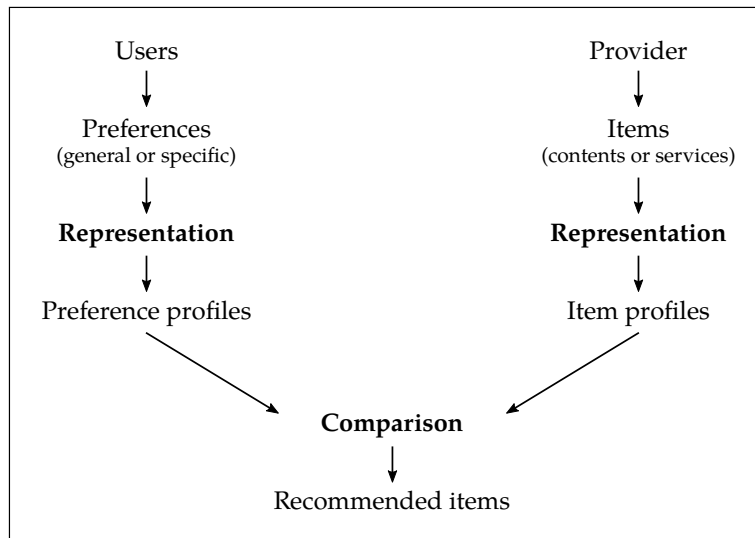 Users
Provider
Preferences
(general or specific)
Items
(contents or services)
Representation
Representation
Preference profiles
Item profiles
Comparison
Recommended items